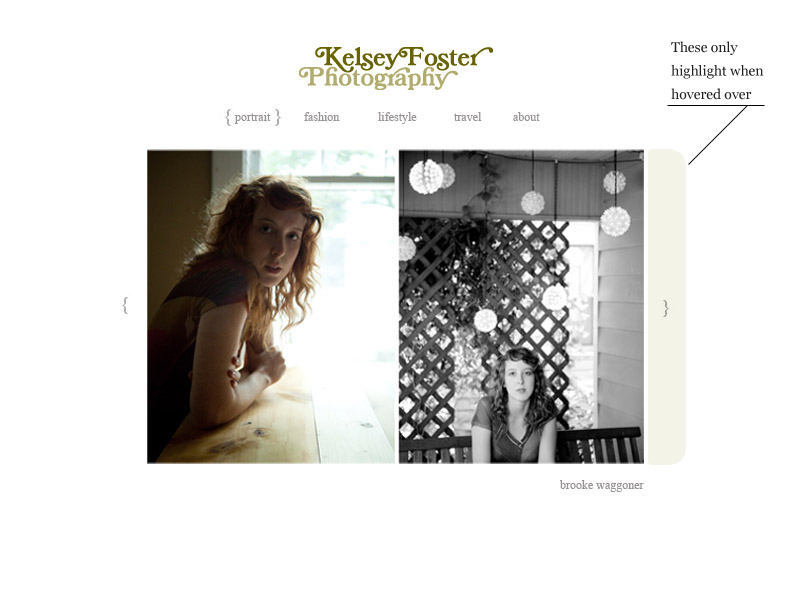 Kelsey Foster
Photography
These only
highlight when
hovered over
{ portrait } fashion lifestyle travel about
{
}
brooke waggoner